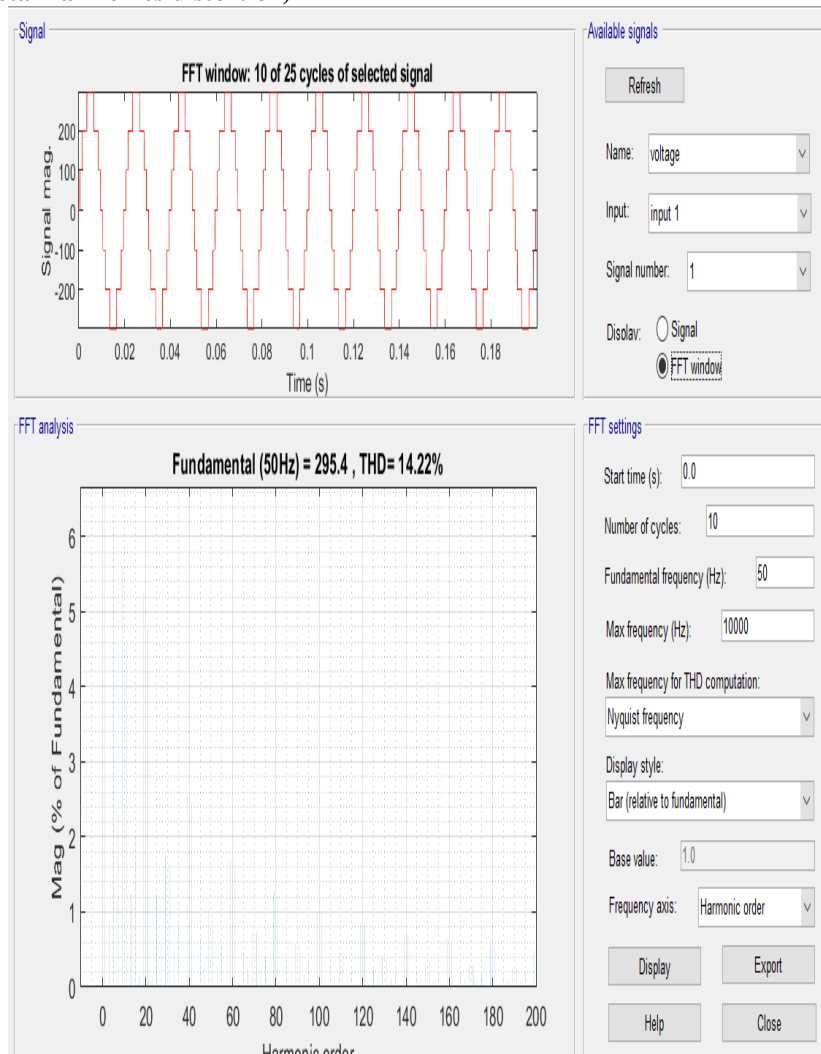 Signal
FFT window: 10 of 25 cycles of selected signal
200
100
0
-100
-200
Signal mag.
0 0.02 0.04 0.06 0.08 0.1 0.12 0.14 0.16 0.18
Time (s)
Available signals
Refresh
Name: voltage
Input: input 1
Signal number: 1
Display: Signal
FFT window
FFT analysis
Fundamental (50Hz) = 295.4 , THD= 14.22%
6
5
4
3
2
1
0
Mag (% of Fundamental)
0 20 40 60 80 100 120 140 160 180 200
Harmonic order
FFT settings
Start time (s): 0.0
Number of cycles: 10
Fundamental frequency (Hz): 50
Max frequency (Hz): 10000
Max frequency for THD computation:
Nyquist frequency
Display style:
Bar (relative to fundamental)
Base value: 1.0
Frequency axis: Harmonic order
Display Export
Help Close